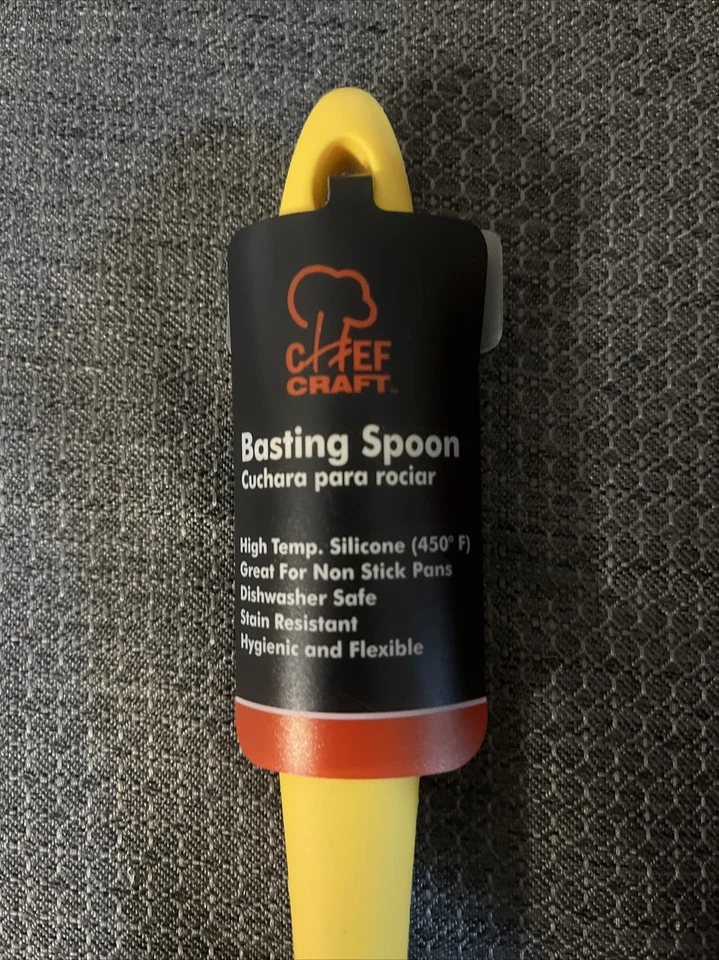 CHEF
CRAFT™
Basting Spoon
Cuchara para rociar
High Temp. Silicone (450° F)
Great For Non Stick Pans
Dishwasher Safe
Stain Resistant
Hygienic and Flexible